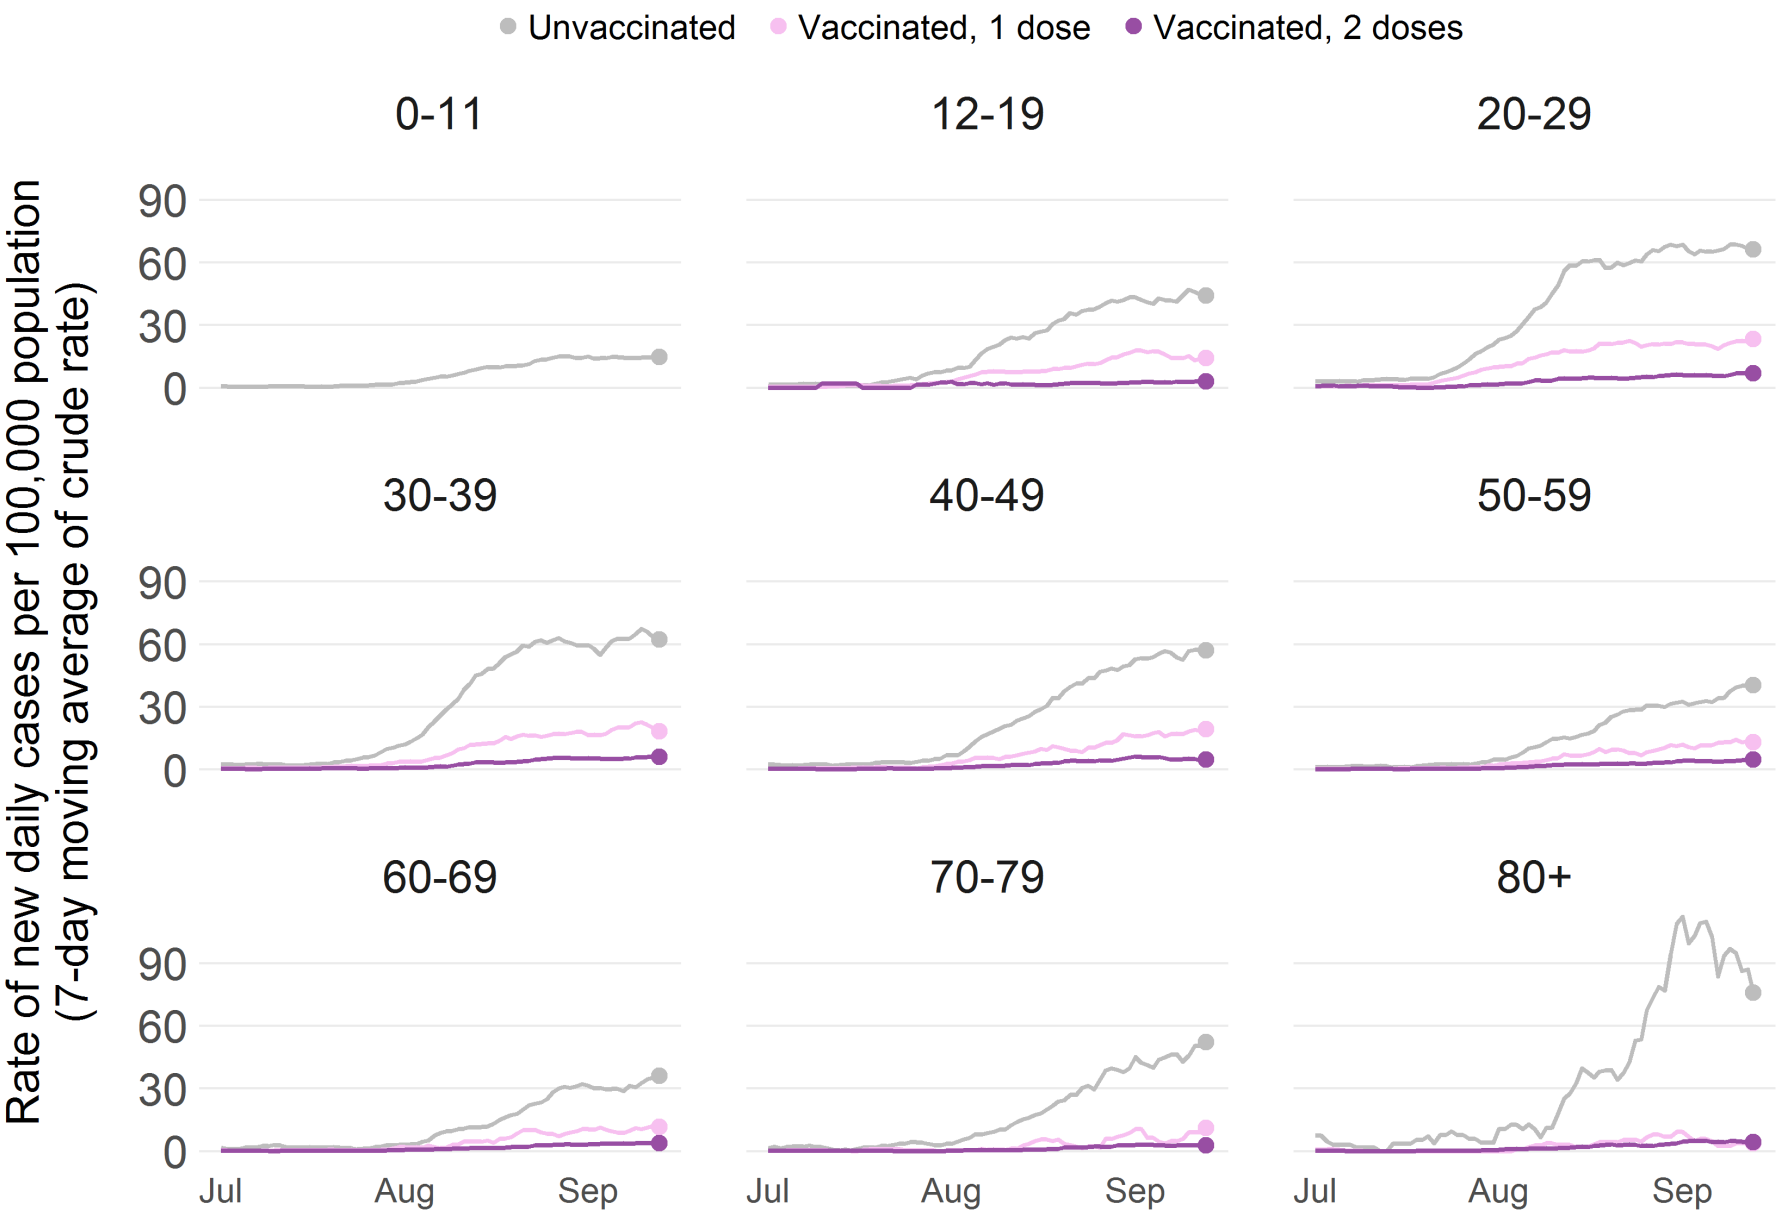 Unvaccinated Vaccinated, 1 dose Vaccinated, 2 doses
Rate of new daily cases per 100,000 population
(7-day moving average of crude rate)
0-11 12-19 20-29
90
60
30
0
30-39 40-49 50-59
90
60
30
0
60-69 70-79 80+
90
60
30
0
Jul Aug Sep Jul Aug Sep Jul Aug Sep